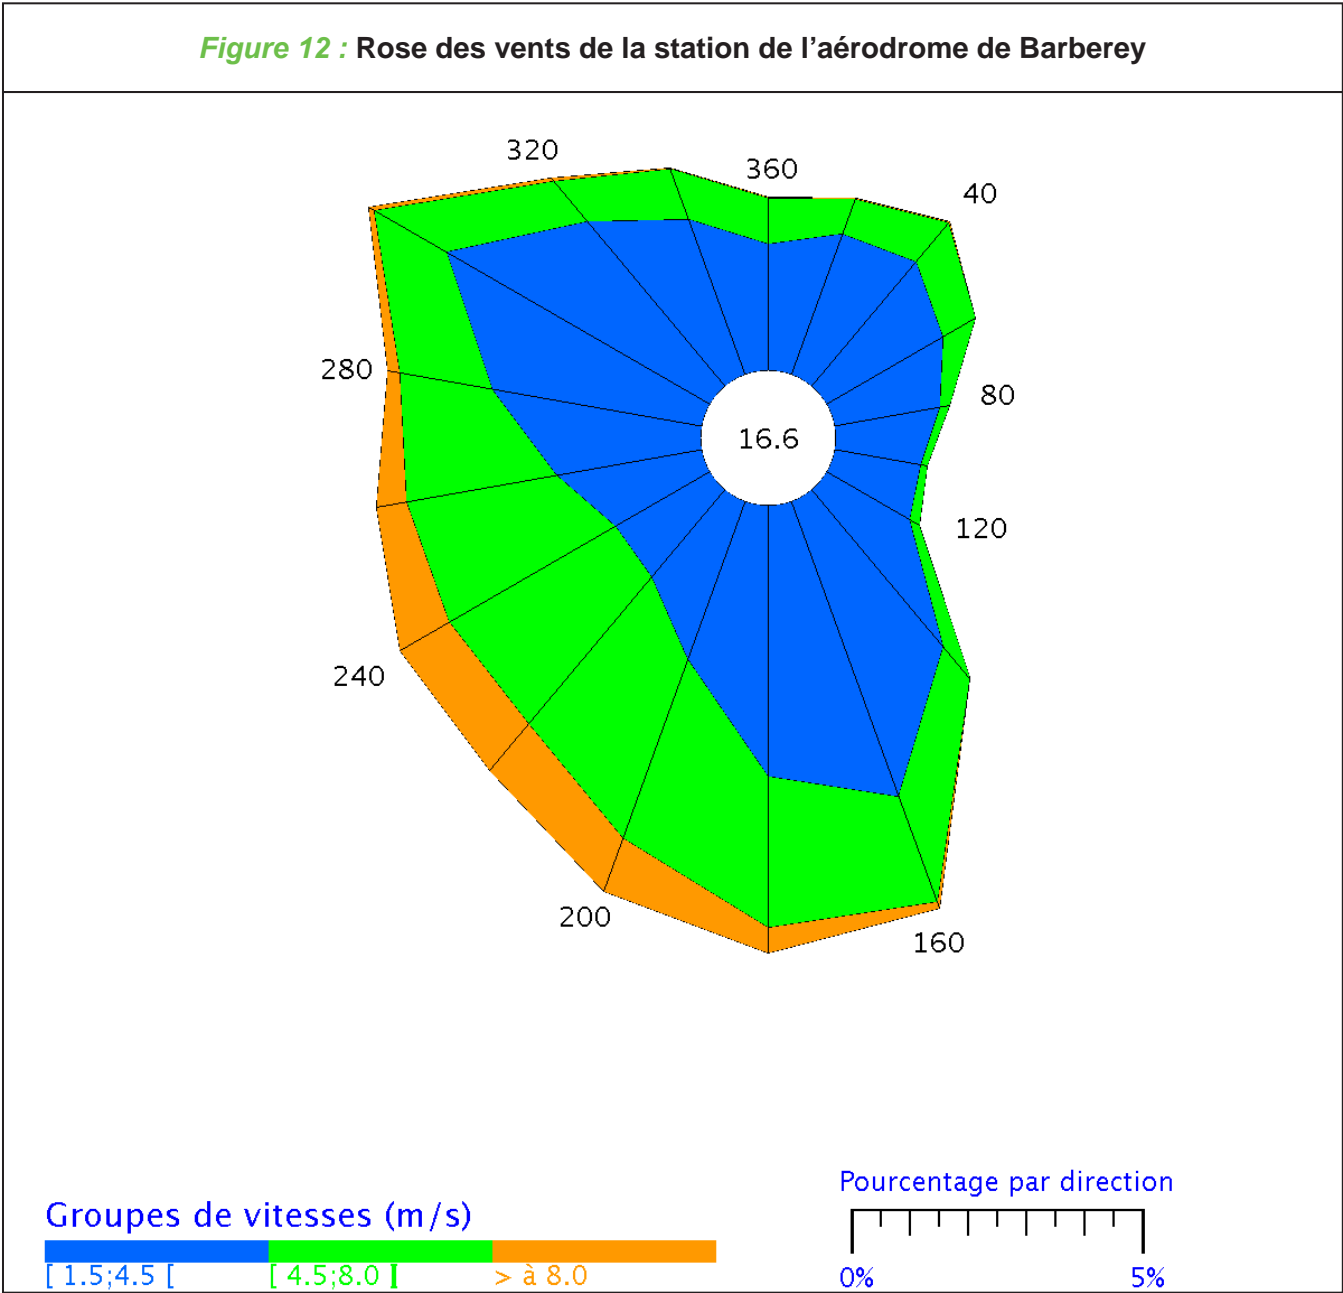 Figure 12 : Rose des vents de la station de l'aérodrome de Barberey
320
360
40
280
80
16.6
120
240
200
160
Pourcentage par direction
Groupes de vitesses (m/s)
[ 1.5;4.5 [
[ 4.5;8.0 ]
> à 8.0
0%
5%